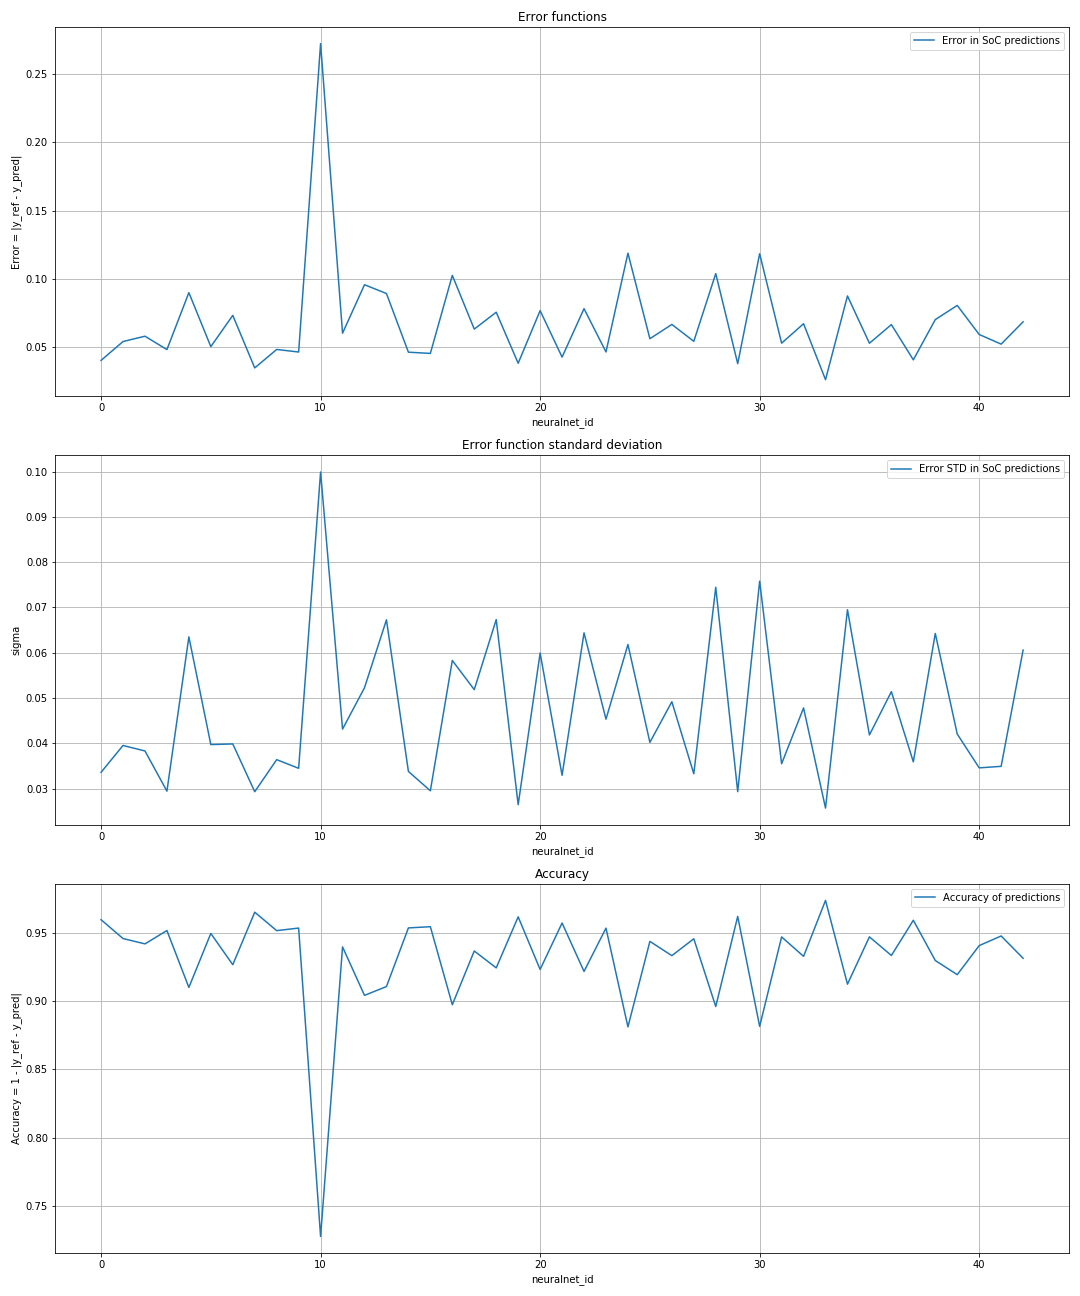 Error functions
Error in SoC predictions
Error = |y_ref - y_pred|
0.25
0.20
0.15
0.10
0.05
0 10 20 30 40
neuralnet_id
Error function standard deviation
Error STD in SoC predictions
sigma
0.10
0.09
0.08
0.07
0.06
0.05
0.04
0.03
0 10 20 30 40
neuralnet_id
Accuracy
Accuracy of predictions
Accuracy = 1 - |y_ref - y_pred|
0.95
0.90
0.85
0.80
0.75
0 10 20 30 40
neuralnet_id